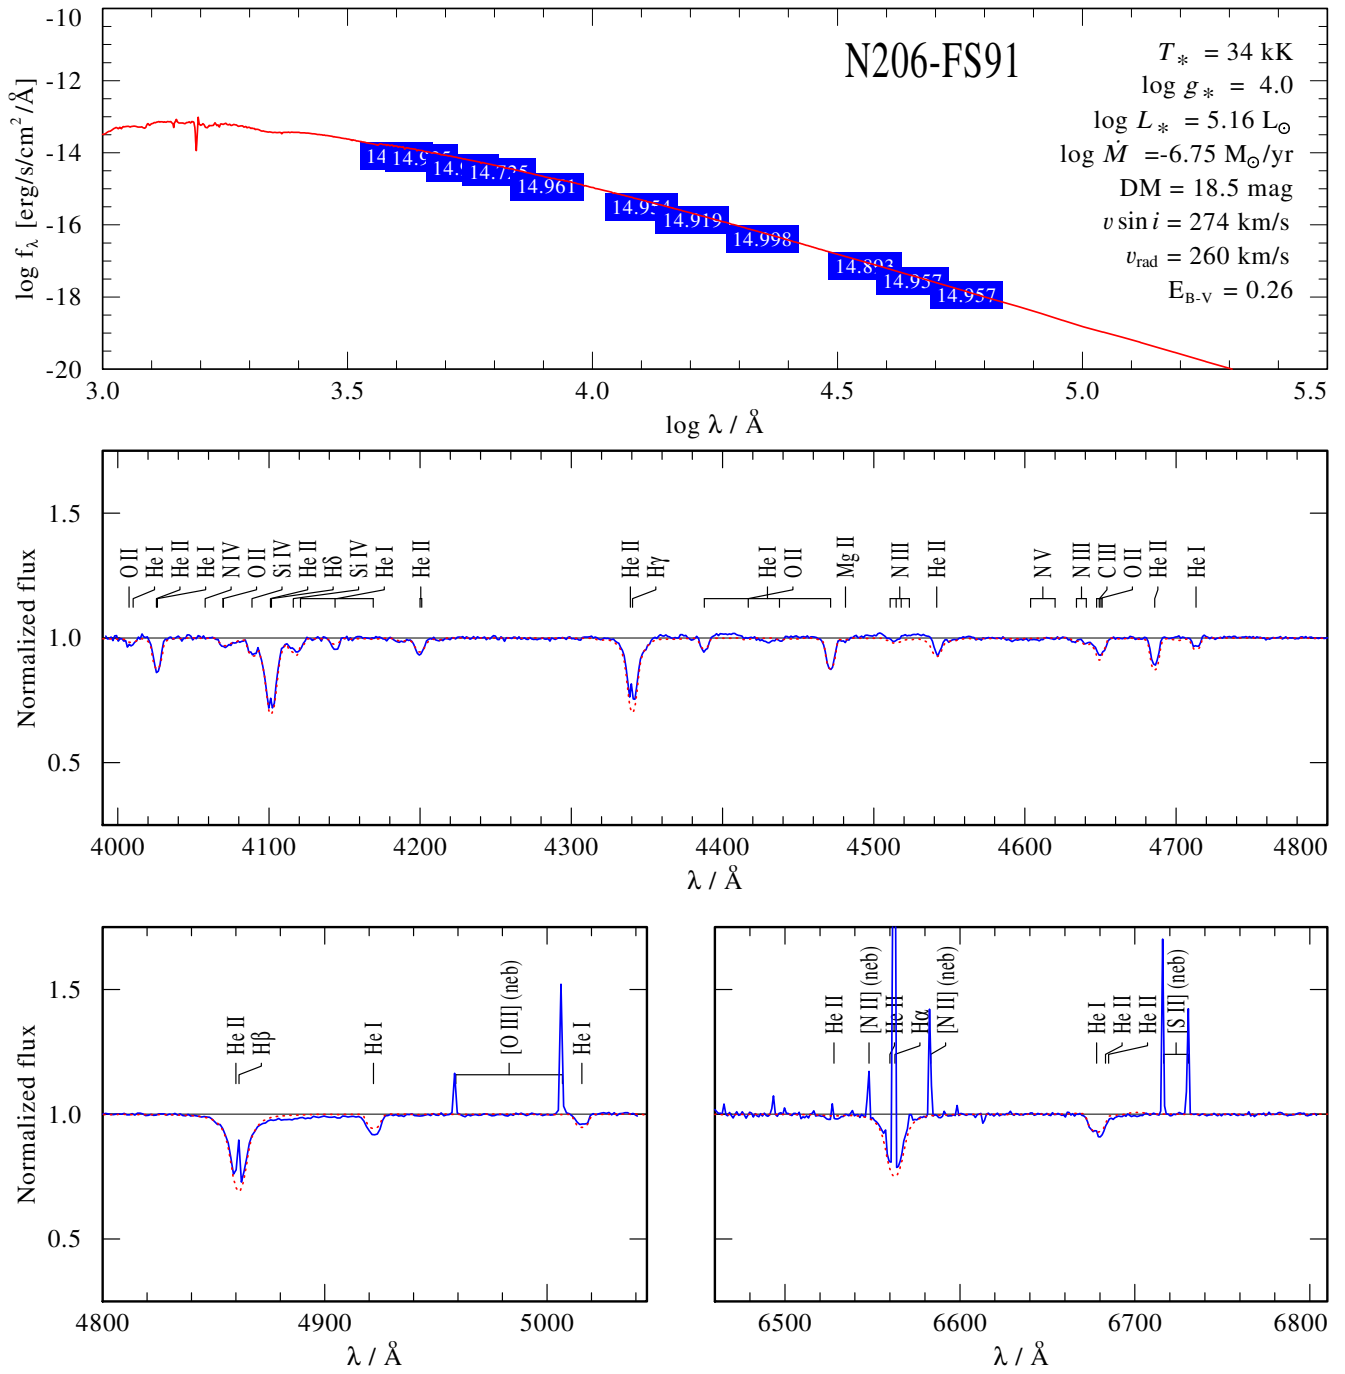 N206-FS91
T* = 34 kK
log g* = 4.0
log L* = 5.16 L⊙
log Ṁ =-6.75 M⊙/yr
DM = 18.5 mag
v sin i = 274 km/s
vrad = 260 km/s
EB-V = 0.26
log fλ [erg/s/cm²/Å]
-10
-12
-14
-16
-18
-20
14.961
14.954
14.919
14.998
14.893
14.957
14.957
3.0 3.5 4.0 4.5 5.0 5.5
log λ / Å
Normalized flux
1.5
1.0
0.5
O II He I He II He I N IV O II Si IV He II Hδ Si IV He I He II He II Hγ He I O II Mg II N III He II N V N III C III O II He II He I
4000 4100 4200 4300 4400 4500 4600 4700 4800
λ / Å
Normalized flux
1.5
1.0
0.5
He II Hβ He I [O III] (neb) He I
4800 4900 5000
λ / Å
He II [N II] (neb) He II Hα [N II] (neb) He I He II He II [S II] (neb)
6500 6600 6700 6800
λ / Å